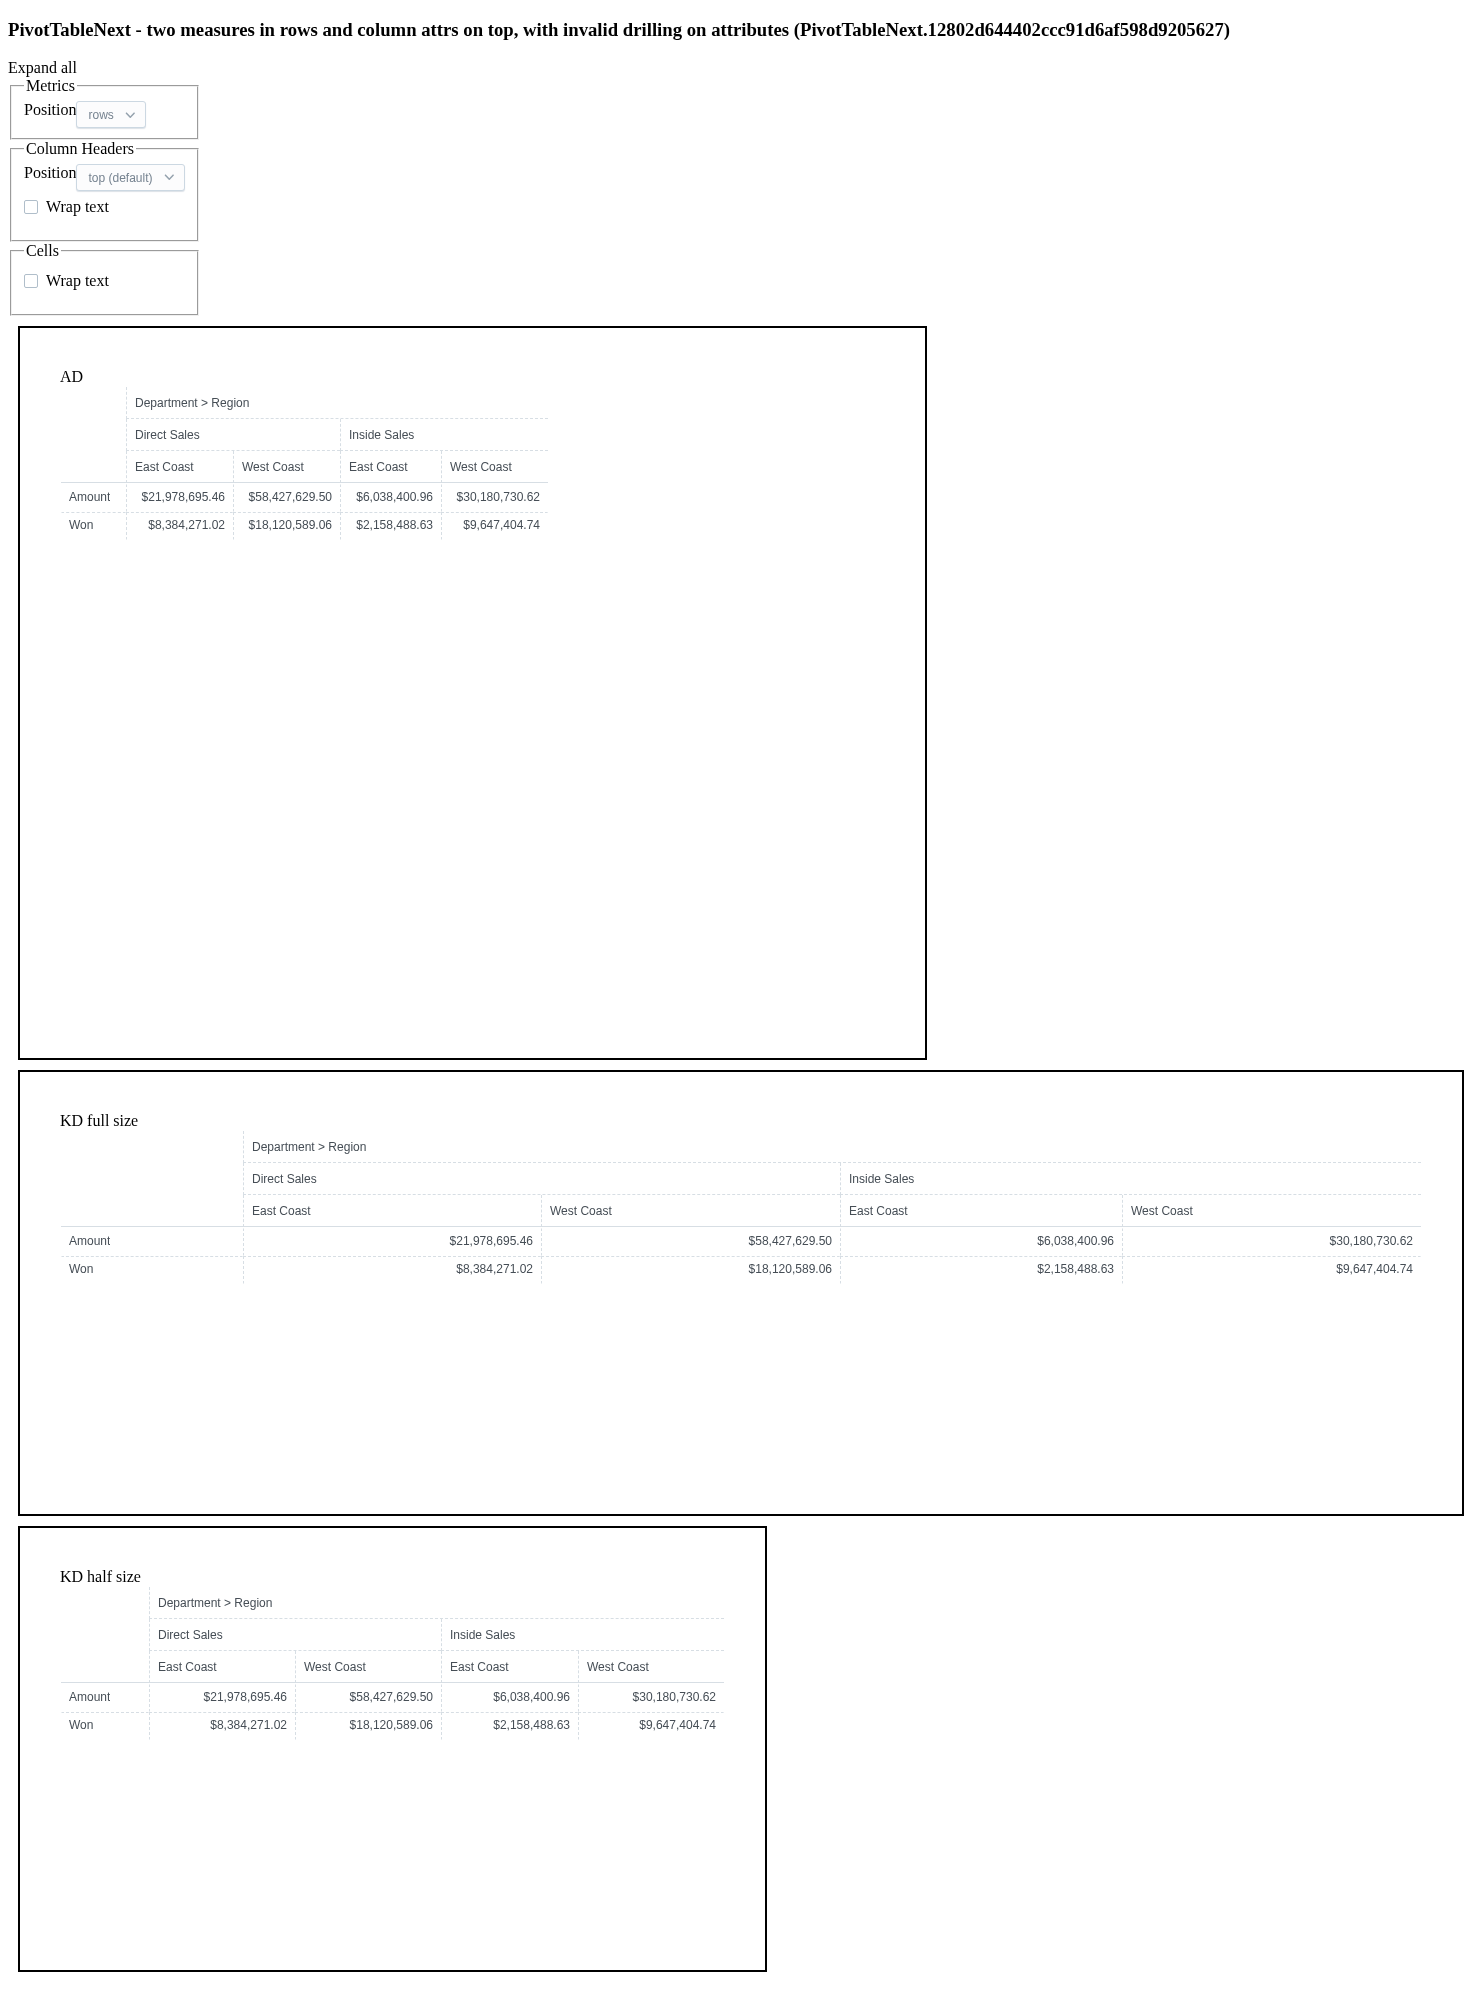 PivotTableNext - two measures in rows and column attrs on top, with invalid drilling on attributes (PivotTableNext.12802d644402ccc91d6af598d9205627)
Expand all
Metrics
Position rows
Column Headers
Position top (default)
Wrap text
Cells
Wrap text
AD
Department > Region
Direct Sales Inside Sales
East Coast West Coast East Coast West Coast
Amount $21,978,695.46 $58,427,629.50 $6,038,400.96 $30,180,730.62
Won $8,384,271.02 $18,120,589.06 $2,158,488.63 $9,647,404.74
KD full size
Department > Region
Direct Sales Inside Sales
East Coast West Coast East Coast West Coast
Amount $21,978,695.46 $58,427,629.50 $6,038,400.96 $30,180,730.62
Won $8,384,271.02 $18,120,589.06 $2,158,488.63 $9,647,404.74
KD half size
Department > Region
Direct Sales Inside Sales
East Coast West Coast East Coast West Coast
Amount $21,978,695.46 $58,427,629.50 $6,038,400.96 $30,180,730.62
Won $8,384,271.02 $18,120,589.06 $2,158,488.63 $9,647,404.74